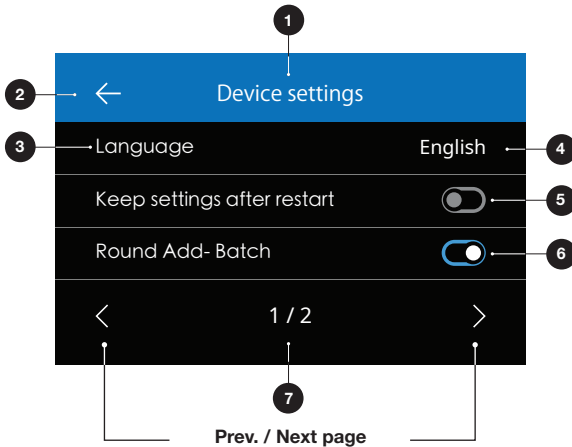 1
2
Device settings
3
Language
English
4
Keep settings after restart
5
Round Add- Batch
6
1 / 2
7
Prev. / Next page